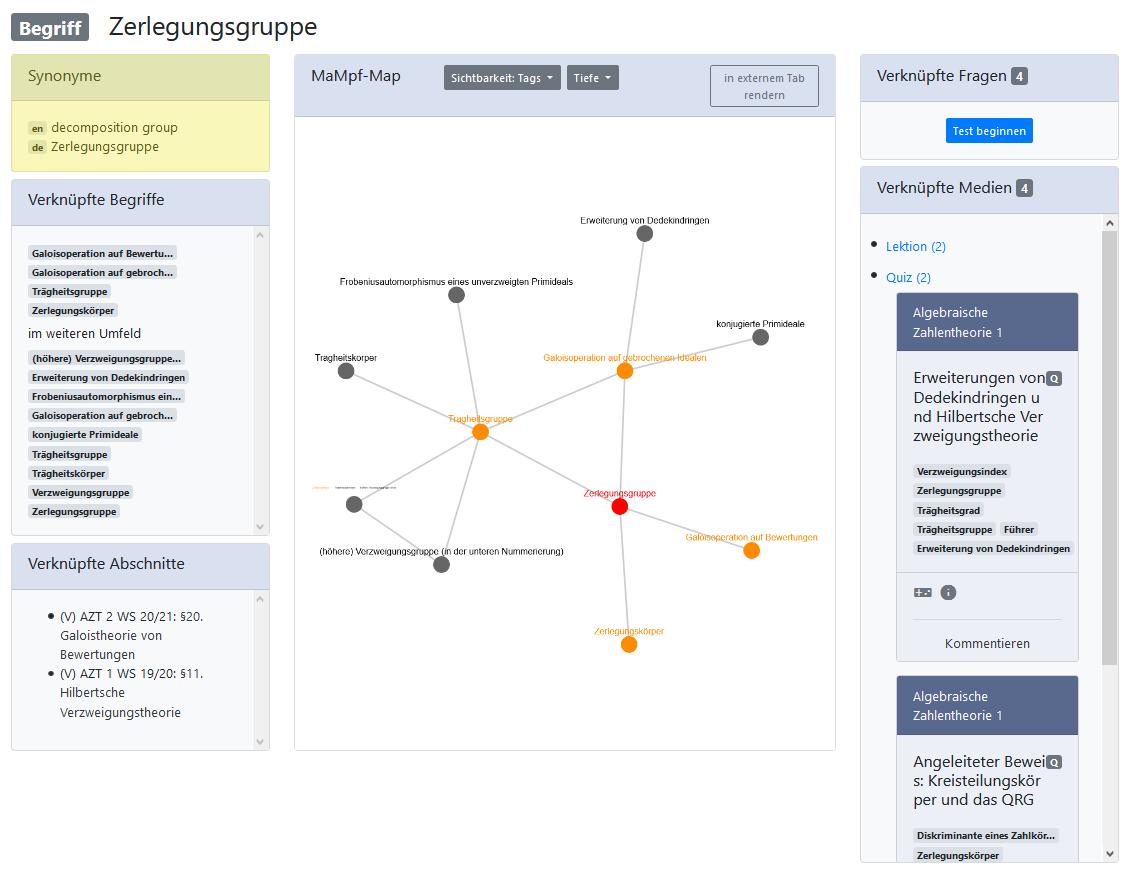 Begriff Zerlegungsgruppe
Synonyme
en decomposition group
de Zerlegungsgruppe
Verknüpfte Begriffe
Galoisoperation auf Bewertu...
Galoisoperation auf gebroch...
Trägheitsgruppe
Zerlegungskörper
im weiteren Umfeld
(höhere) Verzweigungsgruppe...
Erweiterung von Dedekindringen
Frobeniusautomorphismus ein...
Galoisoperation auf gebroch...
konjugierte Primideale
Trägheitsgruppe
Trägheitskörper
Verzweigungsgruppe
Zerlegungsgruppe
Verknüpfte Abschnitte
(V) AZT 2 WS 20/21: §20.
Galoistheorie von
Bewertungen
(V) AZT 1 WS 19/20: §11.
Hilbertsche
Verzweigungstheorie
MaMpf-Map
Sichtbarkeit: Tags
Tiefe
in externem Tab
rendern
Erweiterung von Dedekindringen
Frobeniusautomorphismus eines unverzweigten Primideals
konjugierte Primideale
Trägheitskörper
Galoisoperation auf gebrochenen Idealen
Trägheitsgruppe
Zerlegungsgruppe
(höhere) Verzweigungsgruppe (in der unteren Nummerierung)
Galoisoperation auf Bewertungen
Zerlegungskörper
Verknüpfte Fragen 4
Test beginnen
Verknüpfte Medien 4
Lektion (2)
Quiz (2)
Algebraische
Zahlentheorie 1
Erweiterungen von Q
Dedekindringen u
nd Hilbertsche Ver
zweigungstheorie
Verzweigungsindex
Zerlegungsgruppe
Trägheitsgrad
Trägheitsgruppe Führer
Erweiterung von Dedekindringen
Kommentieren
Algebraische
Zahlentheorie 1
Angeleiteter Bewei Q
s: Kreisteilungskör
per und das QRG
Diskriminante eines Zahlkör...
Zerlegungskörper